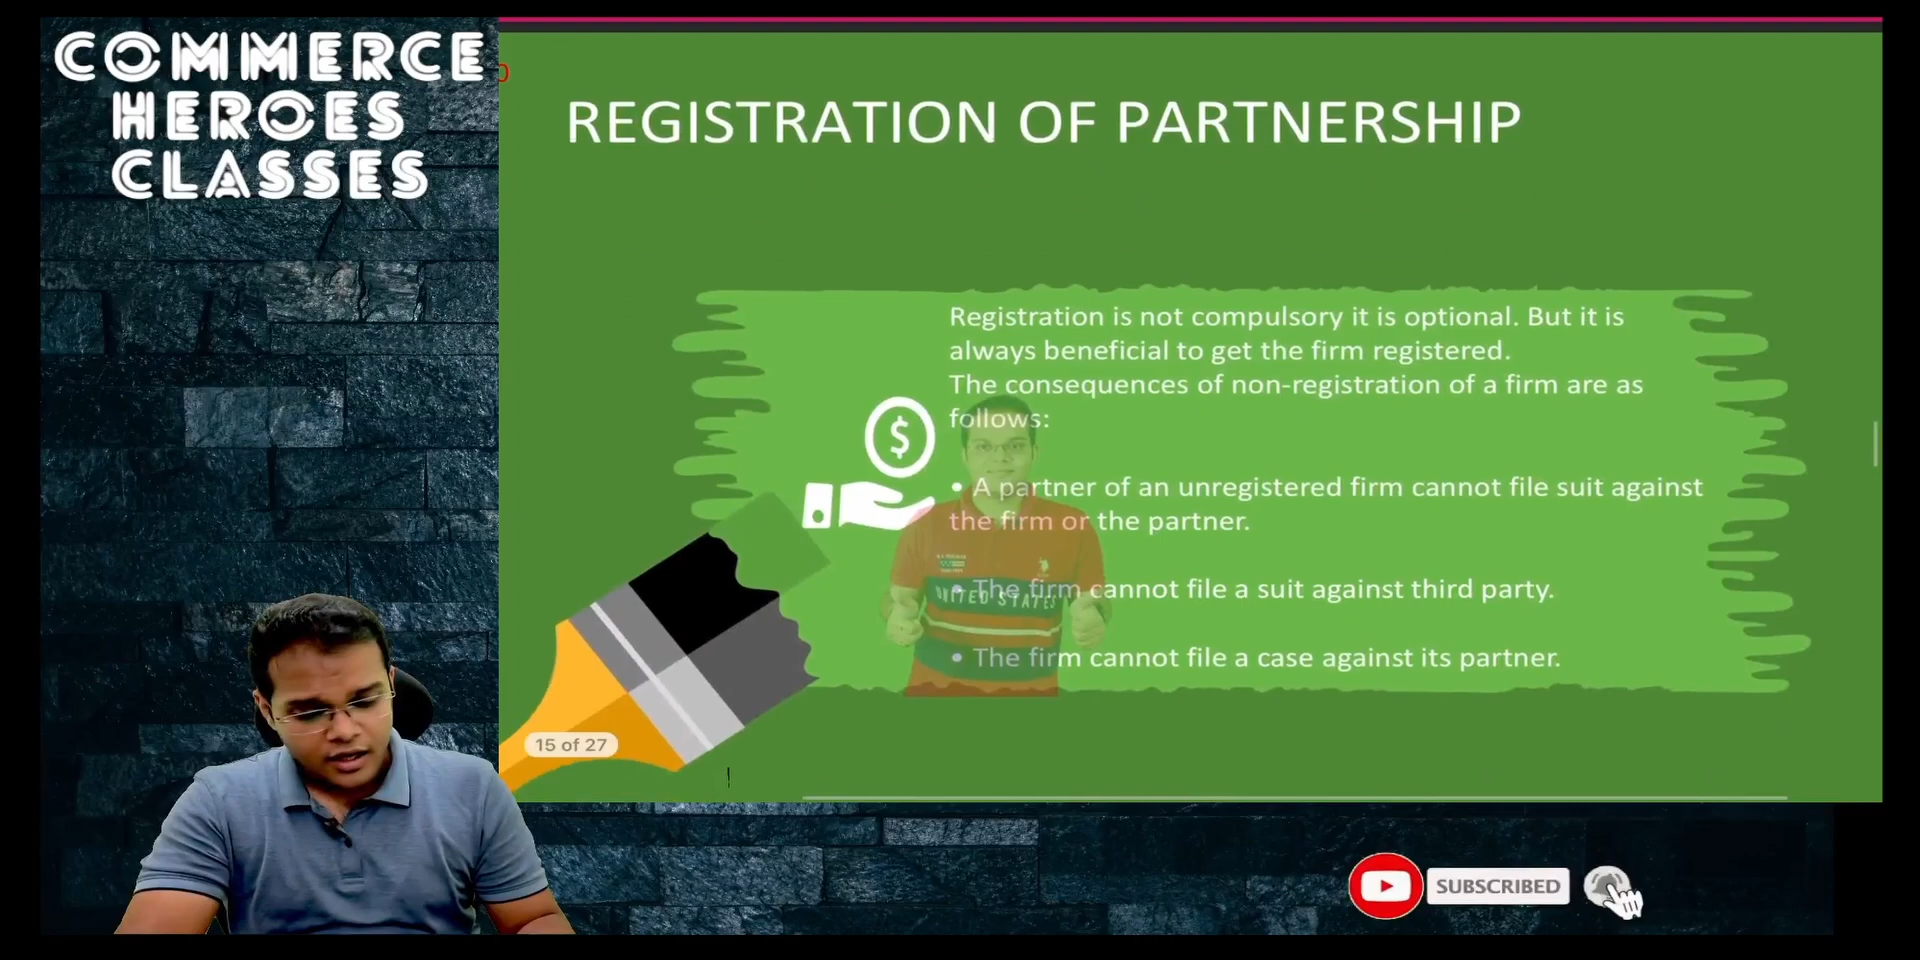 COMMERCE
HEROES
CLASSES
REGISTRATION OF PARTNERSHIP
Registration is not compulsory it is optional. But it is
always beneficial to get the firm registered.
The consequences of non-registration of a firm are as
follows:
• A partner of an unregistered firm cannot file suit against
the firm or the partner.
• The firm cannot file a suit against third party.
• The firm cannot file a case against its partner.
$
UNITED STATES
15 of 27
SUBSCRIBED